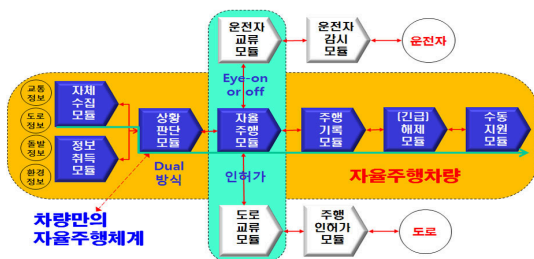 운전자
교류
모듈
운전자
감시
모듈
운전자
Eye-on
or off
교통
정보
도로
정보
돌발
정보
환경
정보
자체
수집
모듈
정보
취득
모듈
상황
판단
모듈
Dual
방식
자율
주행
모듈
주행
기록
모듈
(긴급)
해제
모듈
수동
지원
모듈
인허가
자율주행차량
차량만의
자율주행체계
도로
교류
모듈
주행
인허가
모듈
도로